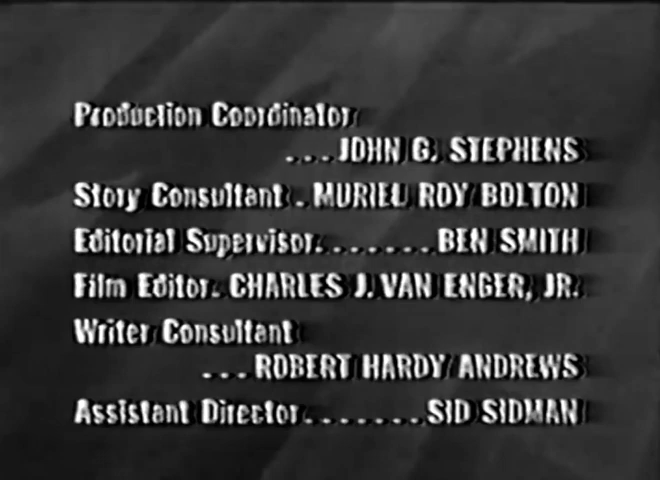 Production Coordinator
...JOHN G. STEPHENS
Story Consultant . MURIEL ROY BOLTON
Editorial Supervisor.......BEN SMITH
Film Editor. CHARLES J. VAN ENGER, JR.
Writer Consultant
...ROBERT HARDY ANDREWS
Assistant Director.......SID SIDMAN